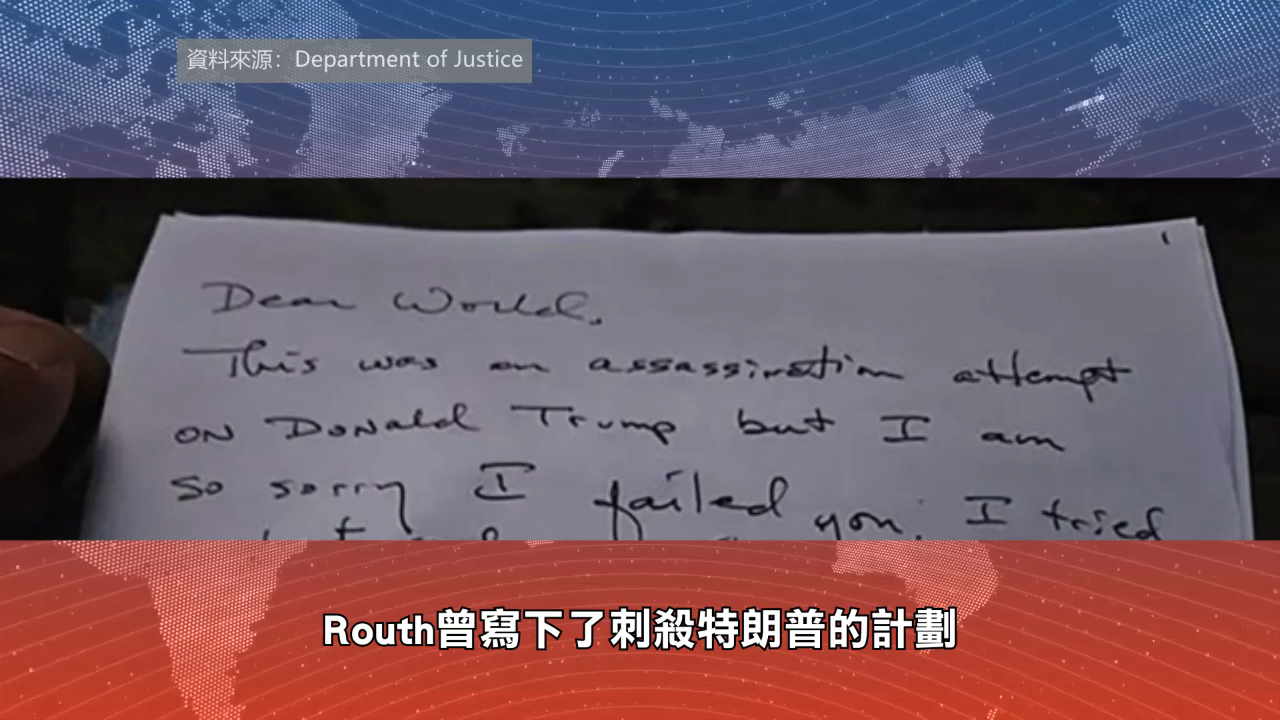 資料來源：Department of Justice
1
Dear World,
This was an assassination attempt
on Donald Trump but I am
so sorry I failed you. I tried
Routh曾寫下了刺殺特朗普的計劃